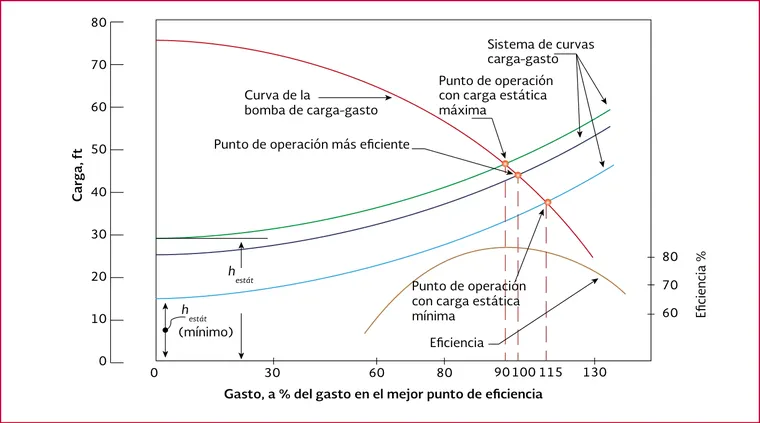 80
70
60
50
40
30
20
10
0
Carga, ft
Sistema de curvas
carga-gasto
Punto de operación
con carga estática
máxima
Curva de la
bomba de carga-gasto
Punto de operación más eficiente
h estát
h estát
(mínimo)
Punto de operación
con carga estática
mínima
Eficiencia
80
70
60
Eficiencia %
0 30 60 80 90 100 115 130
Gasto, a % del gasto en el mejor punto de eficiencia